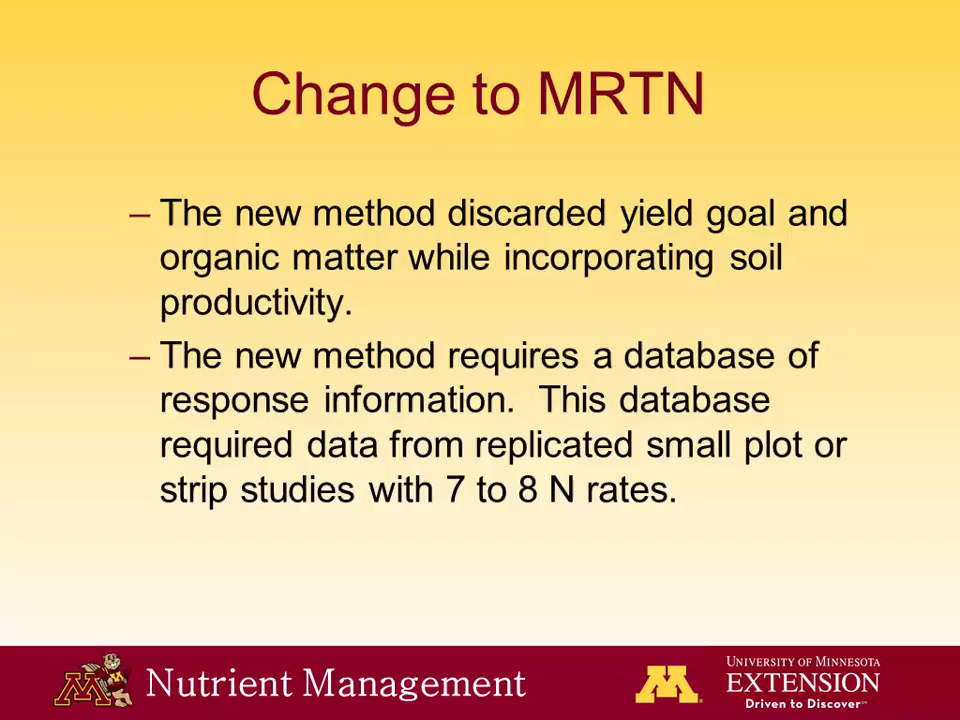 Change to MRTN
– The new method discarded yield goal and
organic matter while incorporating soil
productivity.
– The new method requires a database of
response information.  This database
required data from replicated small plot or
strip studies with 7 to 8 N rates.
M
Nutrient Management
M
UNIVERSITY OF MINNESOTA
EXTENSION
Driven to Discover℠